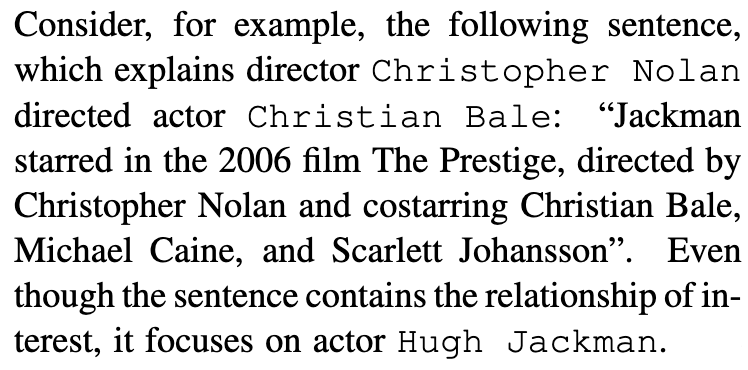 Consider, for example, the following sentence,
which explains director Christopher Nolan
directed actor Christian Bale: “Jackman
starred in the 2006 film The Prestige, directed by
Christopher Nolan and costarring Christian Bale,
Michael Caine, and Scarlett Johansson”. Even
though the sentence contains the relationship of in-
terest, it focuses on actor Hugh Jackman.